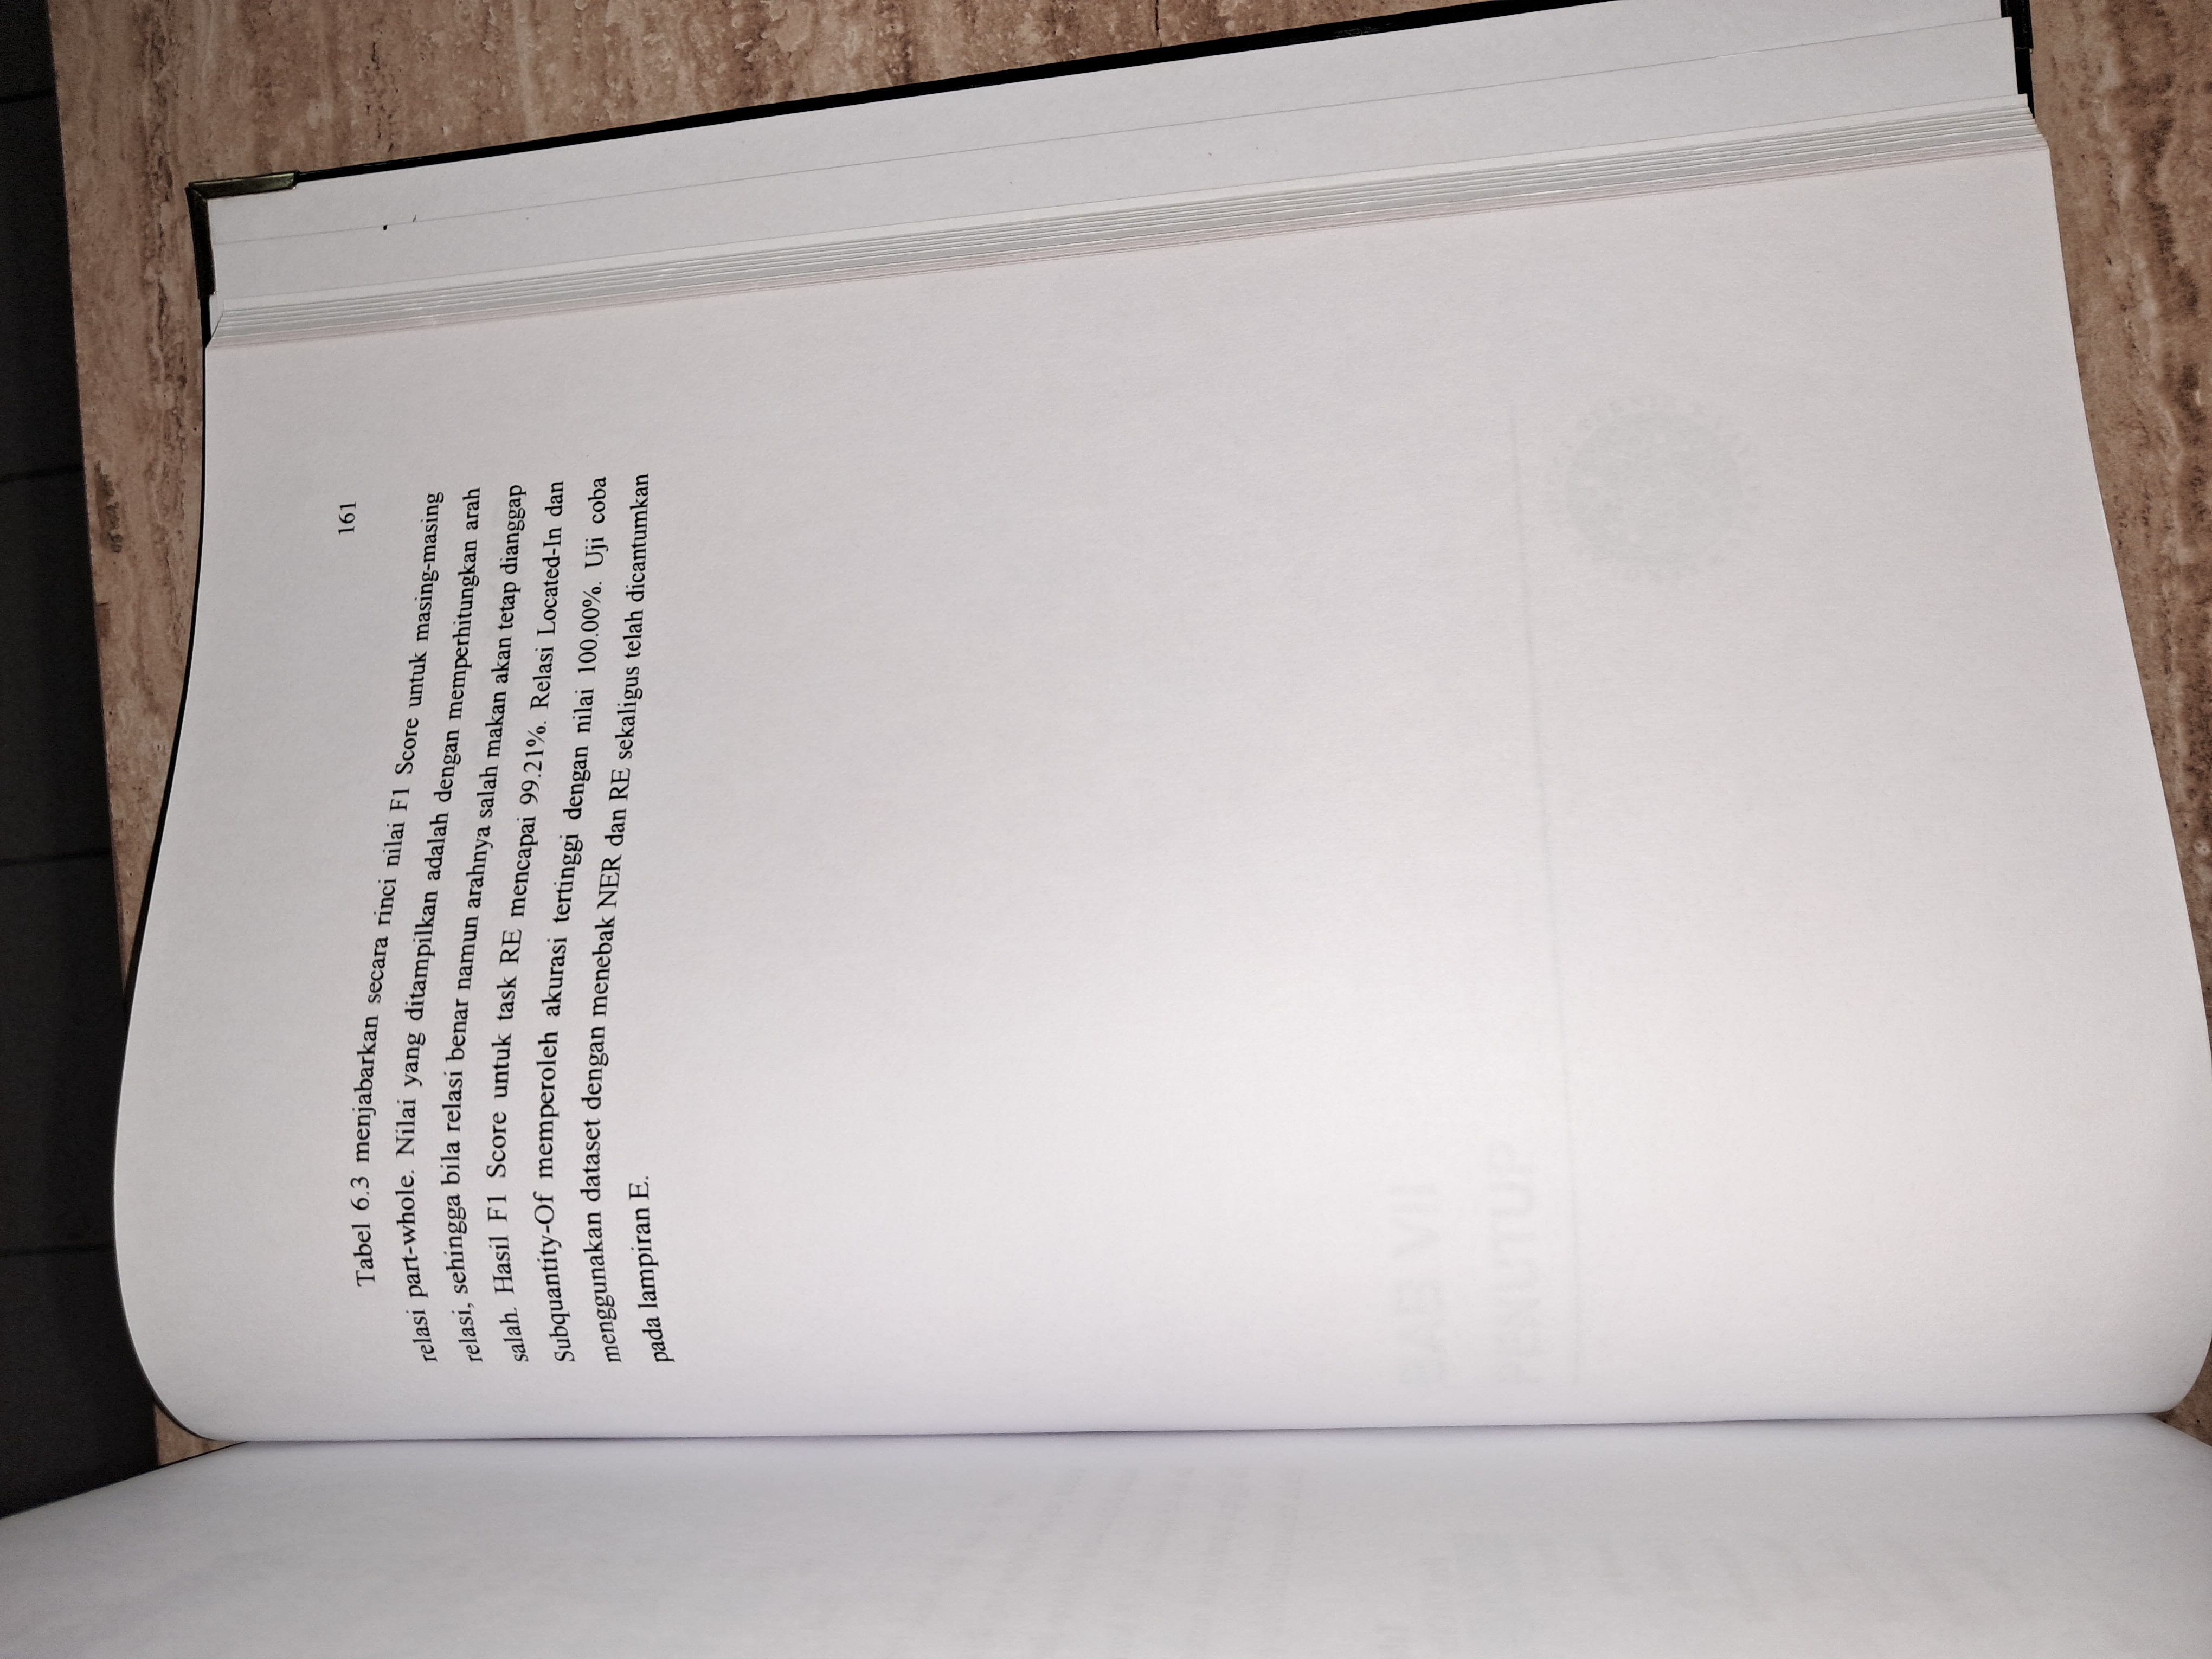 161
Tabel 6.3 menjabarkan secara rinci nilai F1 Score untuk masing-masing
relasi part-whole. Nilai yang ditampilkan adalah dengan memperhitungkan arah
relasi, sehingga bila relasi benar namun arahnya salah makan akan tetap dianggap
salah. Hasil F1 Score untuk task RE mencapai 99.21%. Relasi Located-In dan
Subquantity-Of memperoleh akurasi tertinggi dengan nilai 100.00%. Uji coba
menggunakan dataset dengan menebak NER dan RE sekaligus telah dicantumkan
pada lampiran E.
BAB VII
PENUTUP